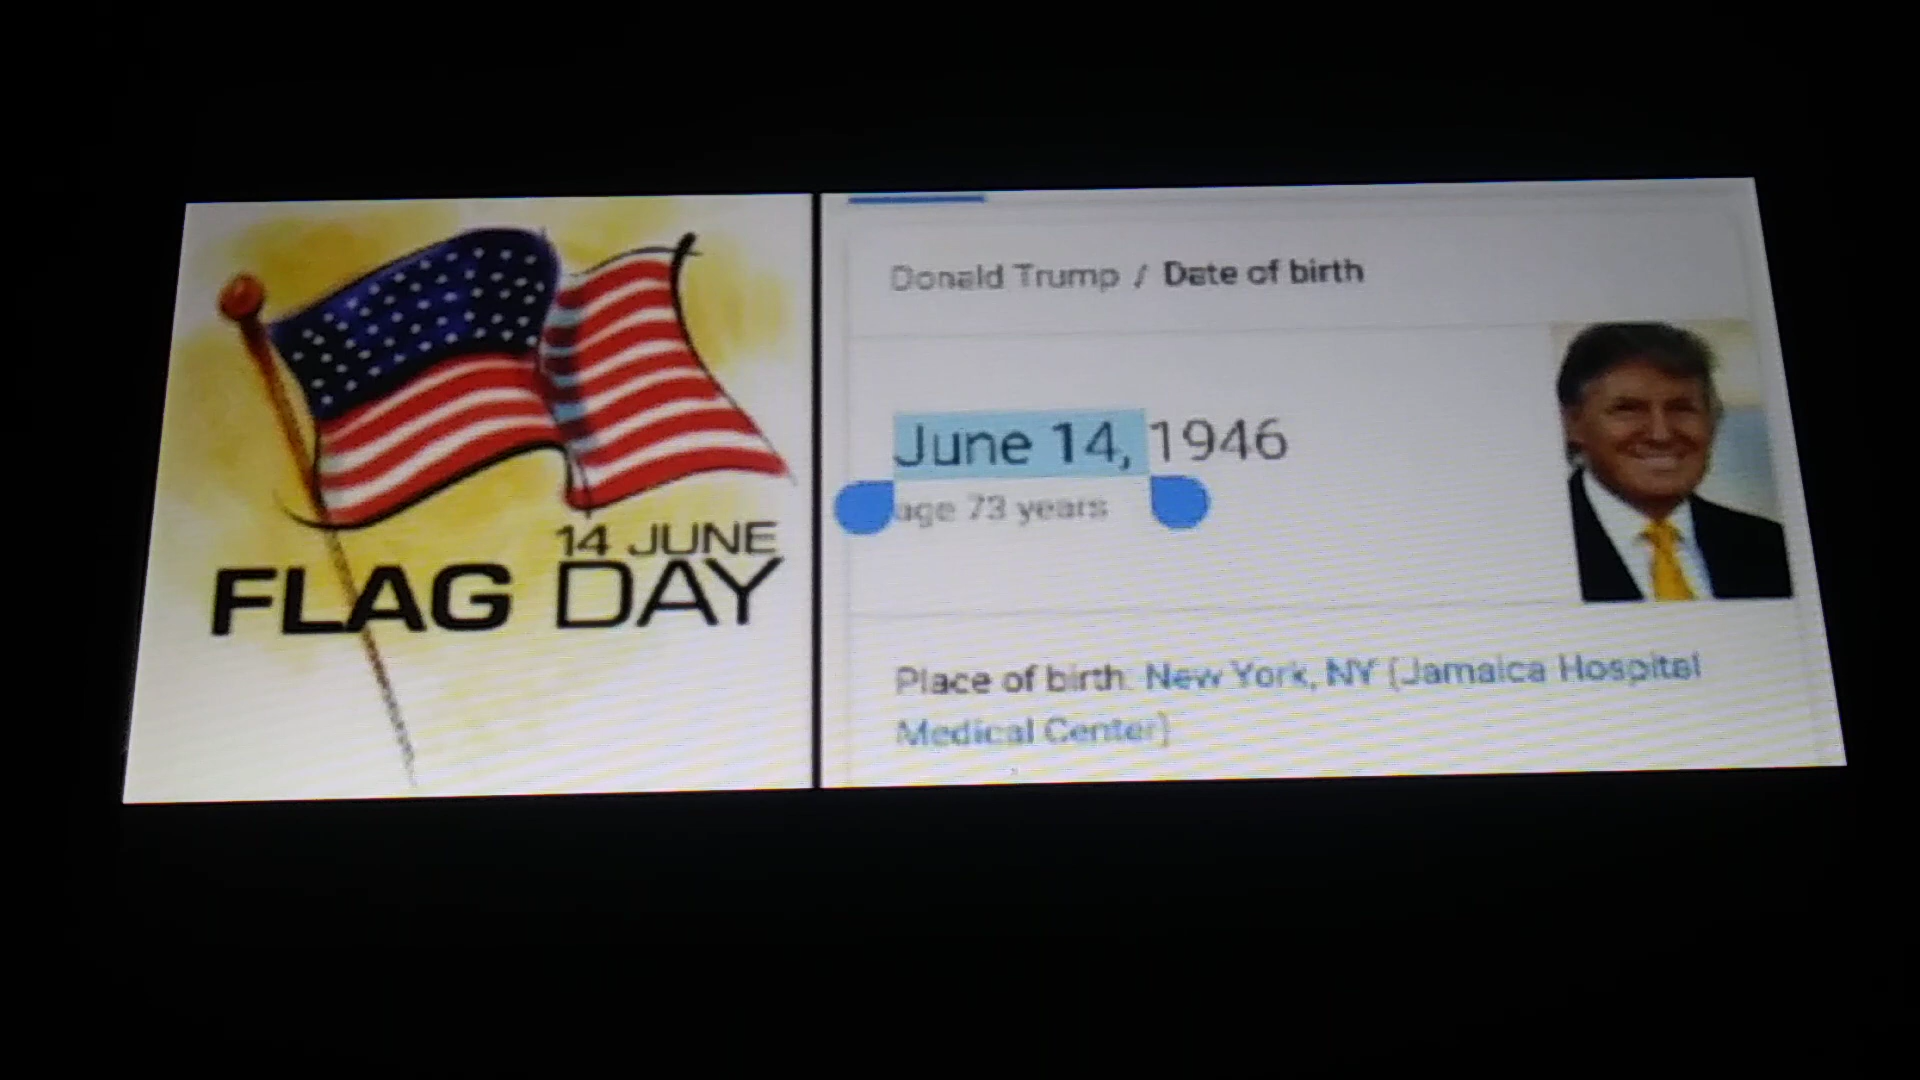 14 JUNE
FLAG DAY
Donald Trump / Date of birth
June 14, 1946
age 73 years
Place of birth: New York, NY (Jamaica Hospital
Medical Center)